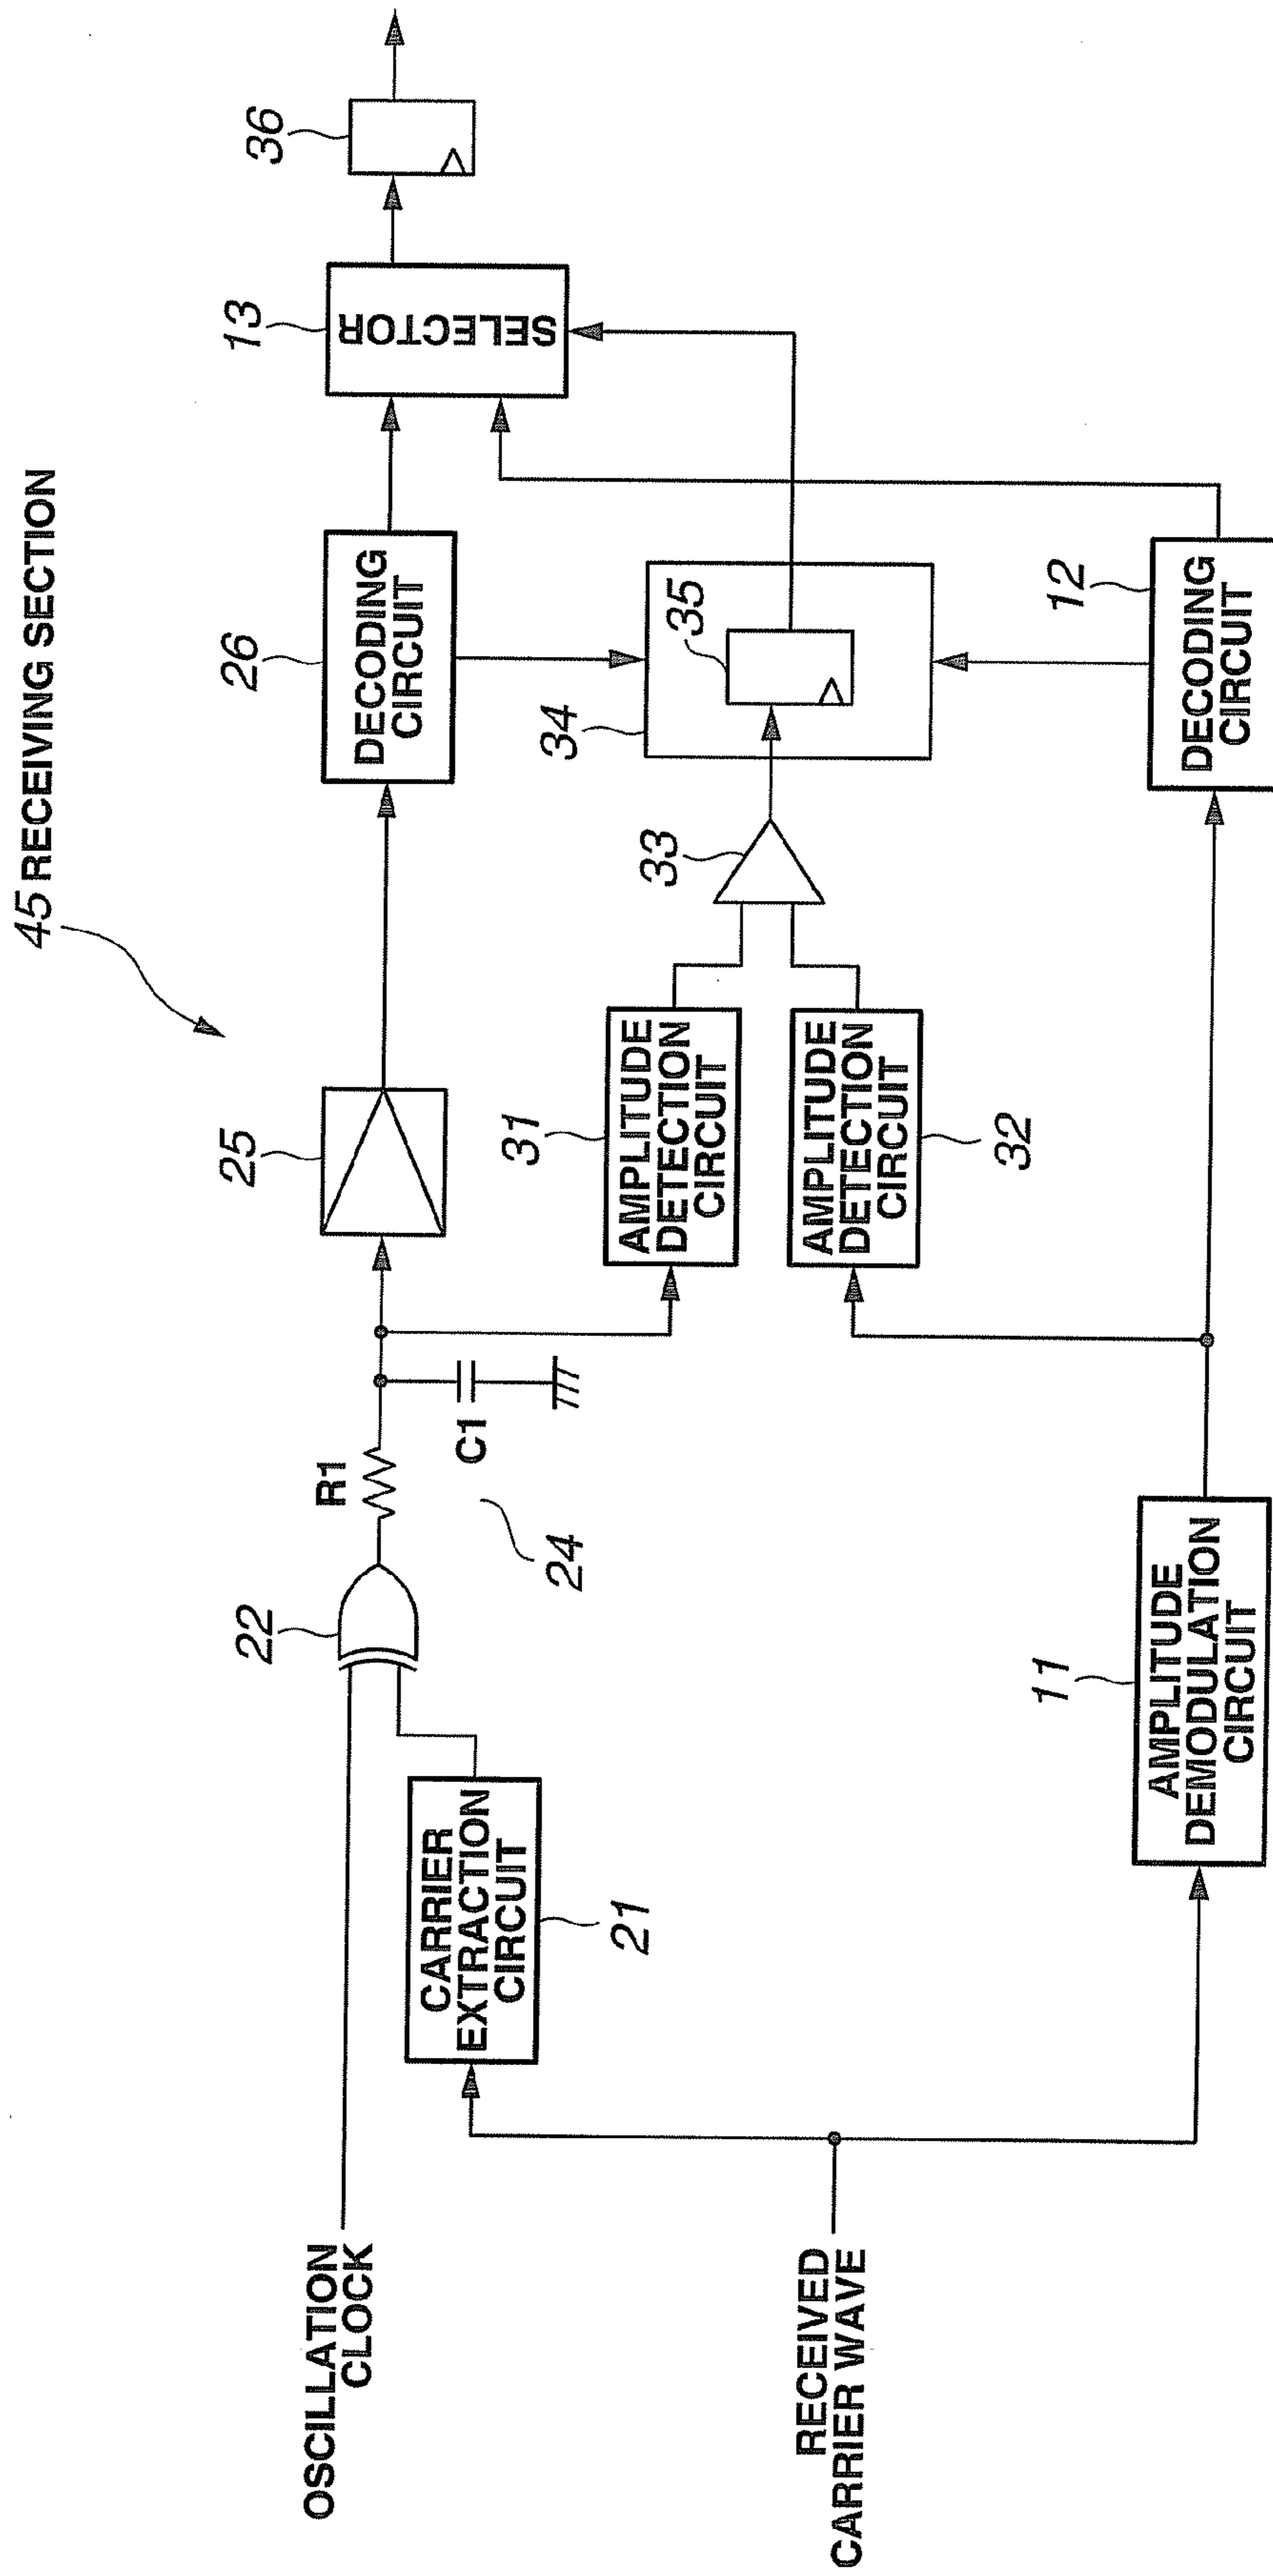 45 RECEIVING SECTION
OSCILLATION
CLOCK
22
R1
C1
24
25
26
DECODING
CIRCUIT
13
SELECTOR
36
CARRIER
EXTRACTION
CIRCUIT
21
31
AMPLITUDE
DETECTION
CIRCUIT
AMPLITUDE
DETECTION
CIRCUIT
32
33
34
35
RECEIVED
CARRIER WAVE
11
AMPLITUDE
DEMODULATION
CIRCUIT
12
DECODING
CIRCUIT